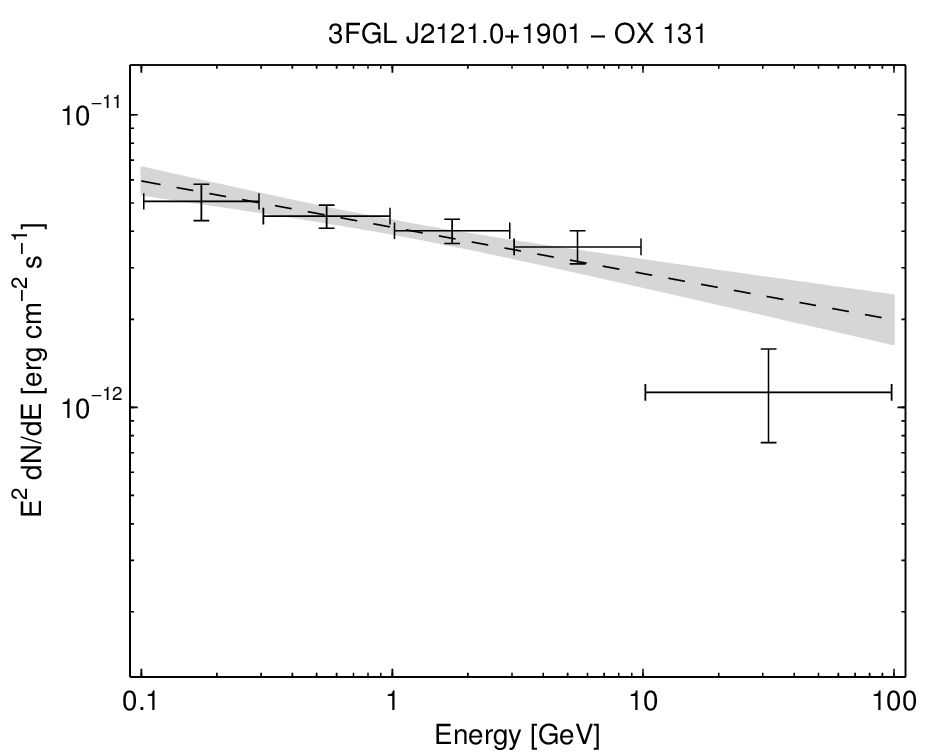 3FGL J2121.0+1901 − OX 131
10⁻¹¹
10⁻¹²
E² dN/dE [erg cm⁻² s⁻¹]
0.1 1 10 100
Energy [GeV]